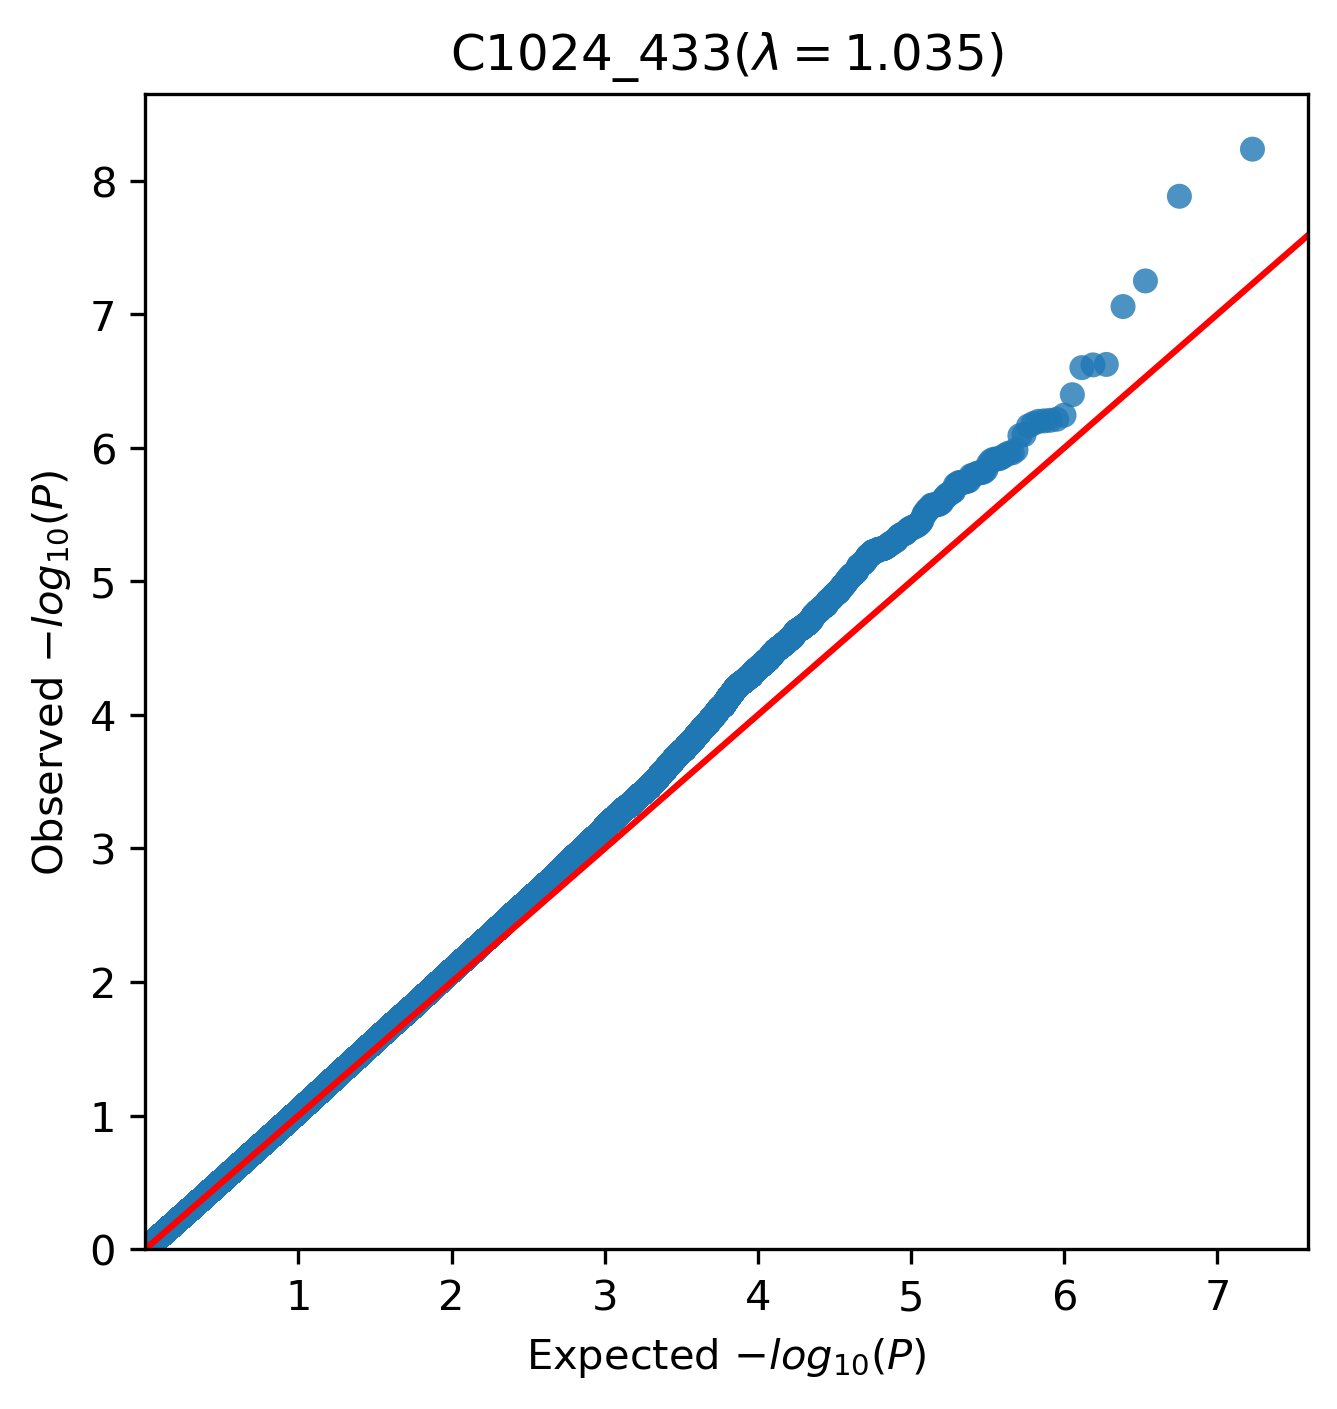 C1024_433(λ = 1.035)
8
7
6
5
4
3
2
1
0
Observed −log₁₀(P)
1 2 3 4 5 6 7
Expected −log₁₀(P)